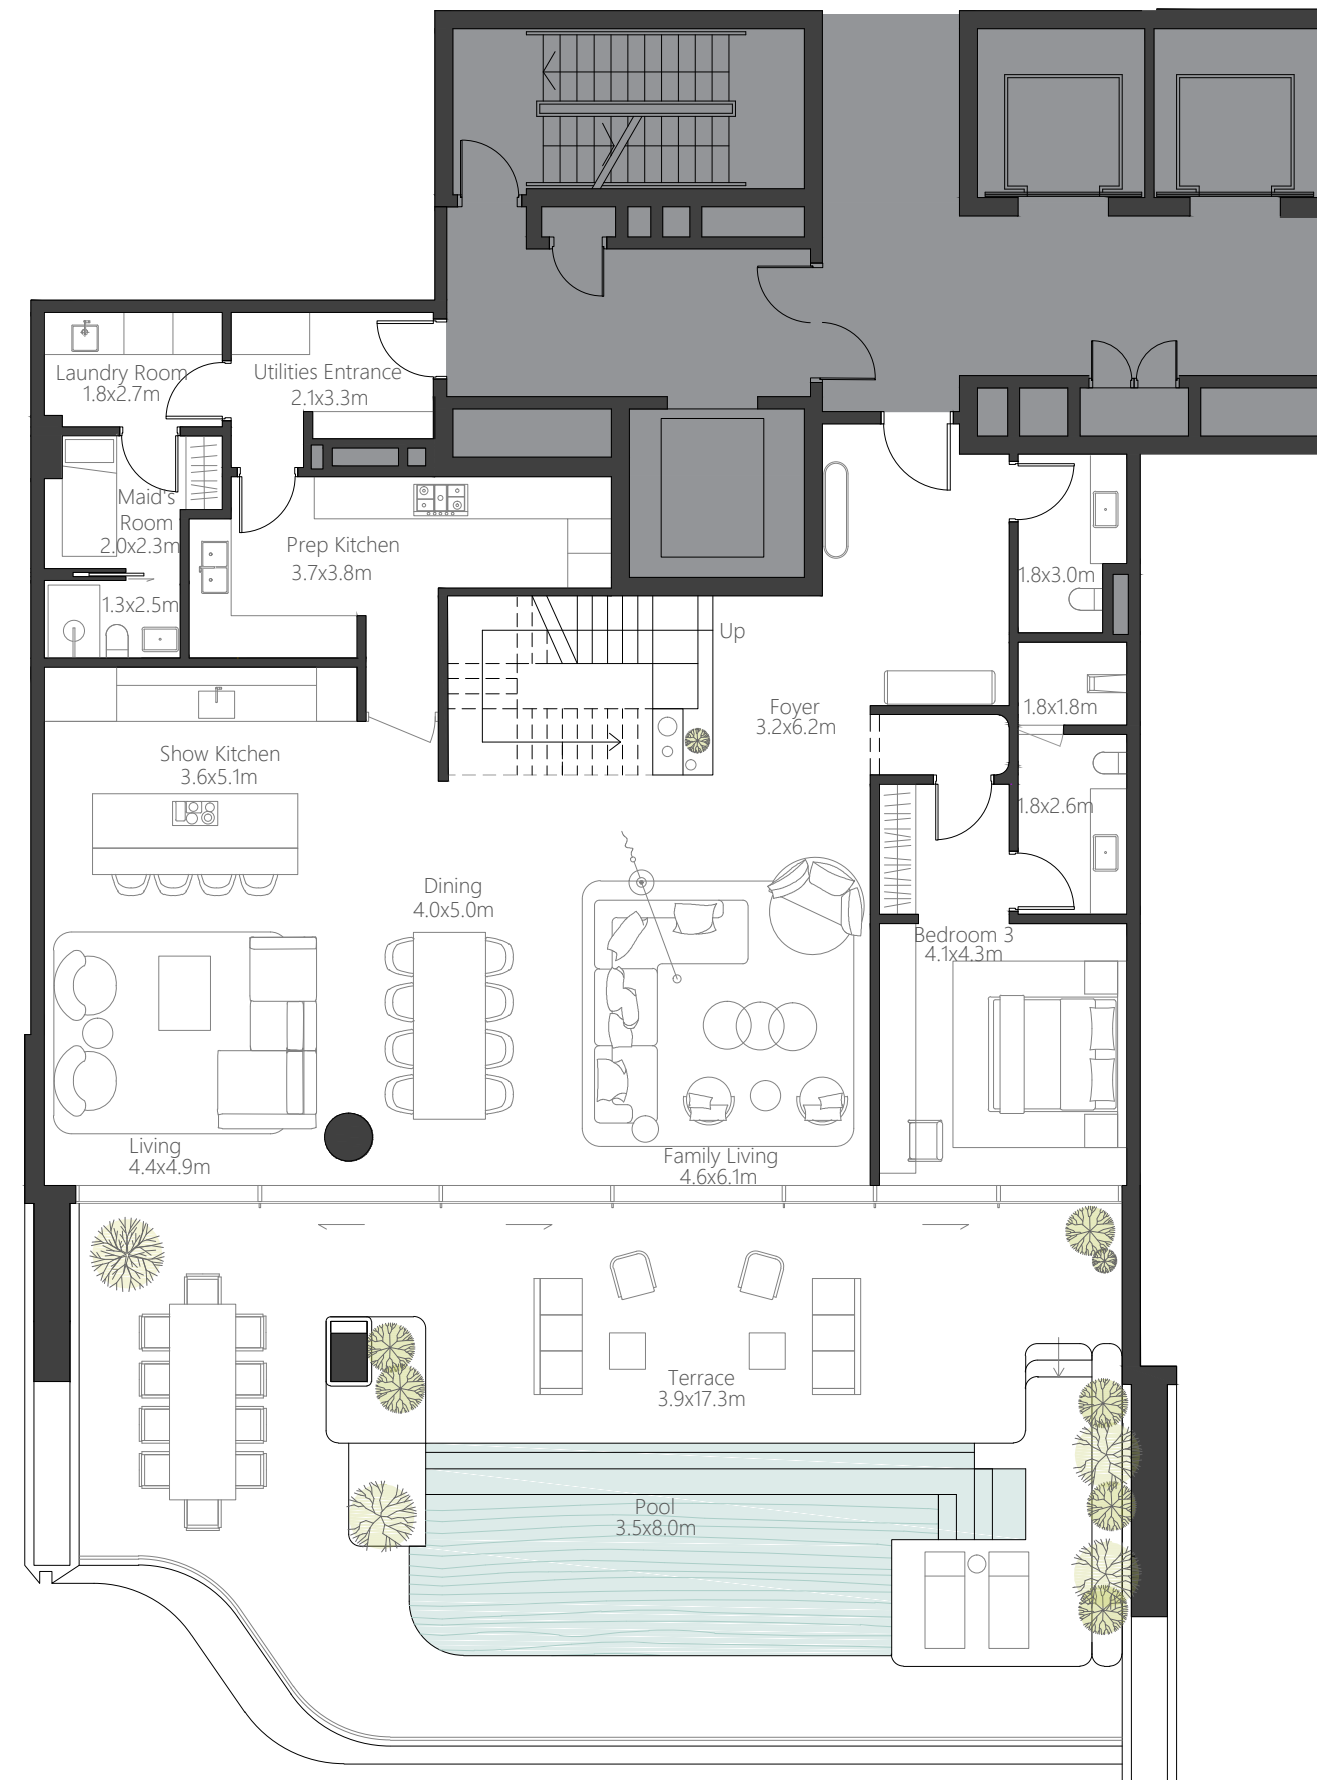 Laundry Room
1.8x2.7m
Utilities Entrance
2.1x3.3m
Maid's
Room
2.0x2.3m
Prep Kitchen
3.7x3.8m
1.3x2.5m
1.8x3.0m
Up
Foyer
3.2x6.2m
1.8x1.8m
Show Kitchen
3.6x5.1m
1.8x2.6m
Dining
4.0x5.0m
Bedroom 3
4.1x4.3m
Living
4.4x4.9m
Family Living
4.6x6.1m
Terrace
3.9x17.3m
Pool
3.5x8.0m